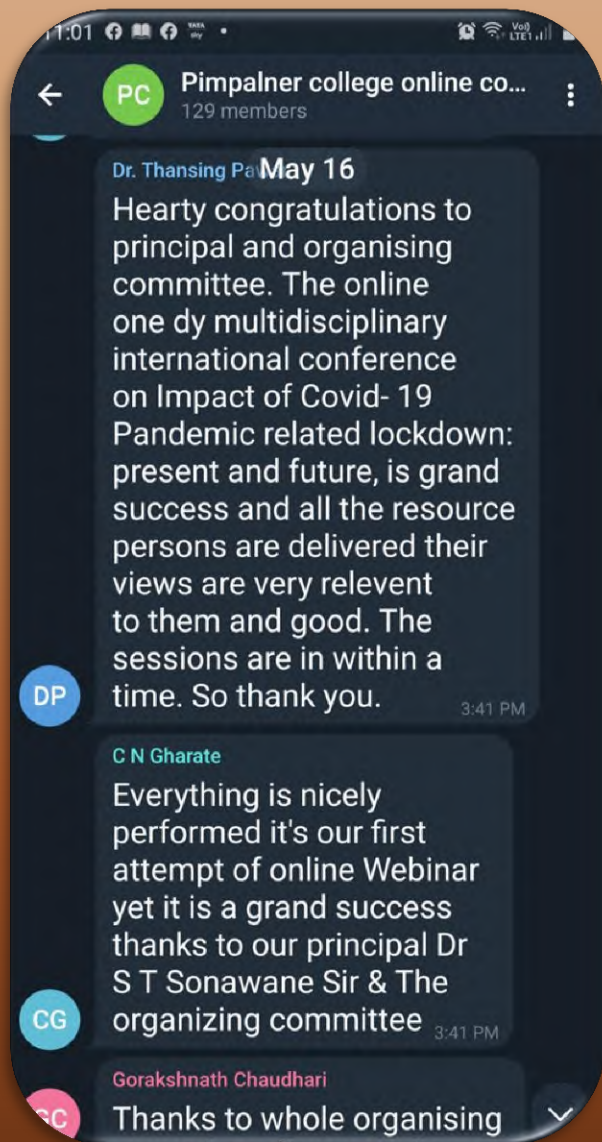 11:01
Voi)
LTE1
PC
Pimpalner college online co...
129 members
May 16
Dr. Thansing Pa
Hearty congratulations to
principal and organising
committee. The online
one dy multidisciplinary
international conference
on Impact of Covid- 19
Pandemic related lockdown:
present and future, is grand
success and all the resource
persons are delivered their
views are very relevent
to them and good. The
sessions are in within a
time. So thank you.
3:41 PM
DP
C N Gharate
Everything is nicely
performed it's our first
attempt of online Webinar
yet it is a grand success
thanks to our principal Dr
S T Sonawane Sir & The
organizing committee
3:41 PM
CG
Gorakshnath Chaudhari
Thanks to whole organising
GC